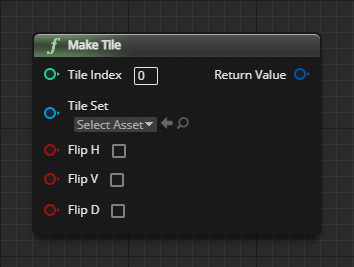 f Make Tile
Tile Index 0 Return Value
Tile Set
Select Asset
Flip H
Flip V
Flip D